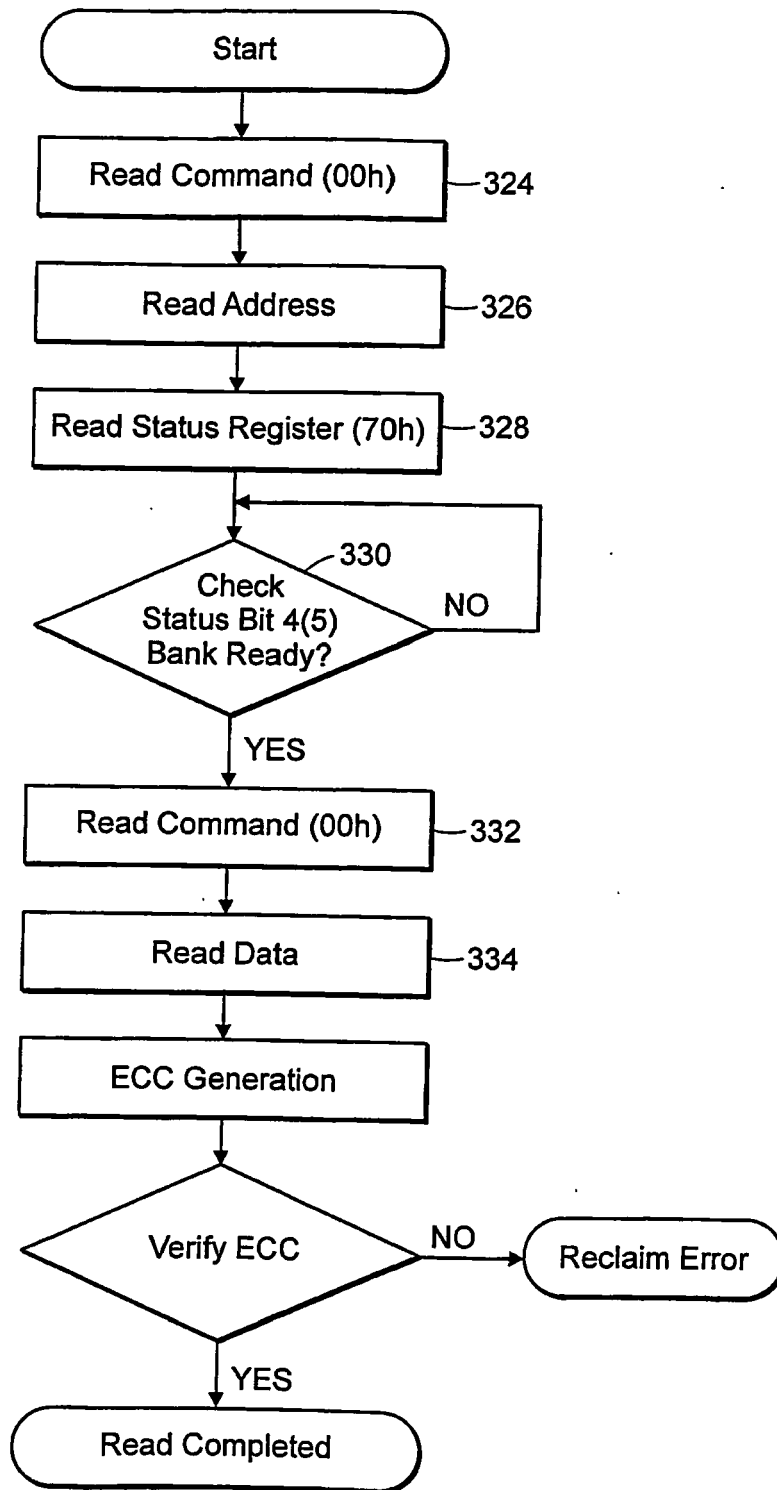 Start
Read Command (00h)
324
Read Address
326
Read Status Register (70h)
328
330
Check
Status Bit 4(5)
Bank Ready?
NO
YES
Read Command (00h)
332
Read Data
334
ECC Generation
Verify ECC
NO
Reclaim Error
YES
Read Completed